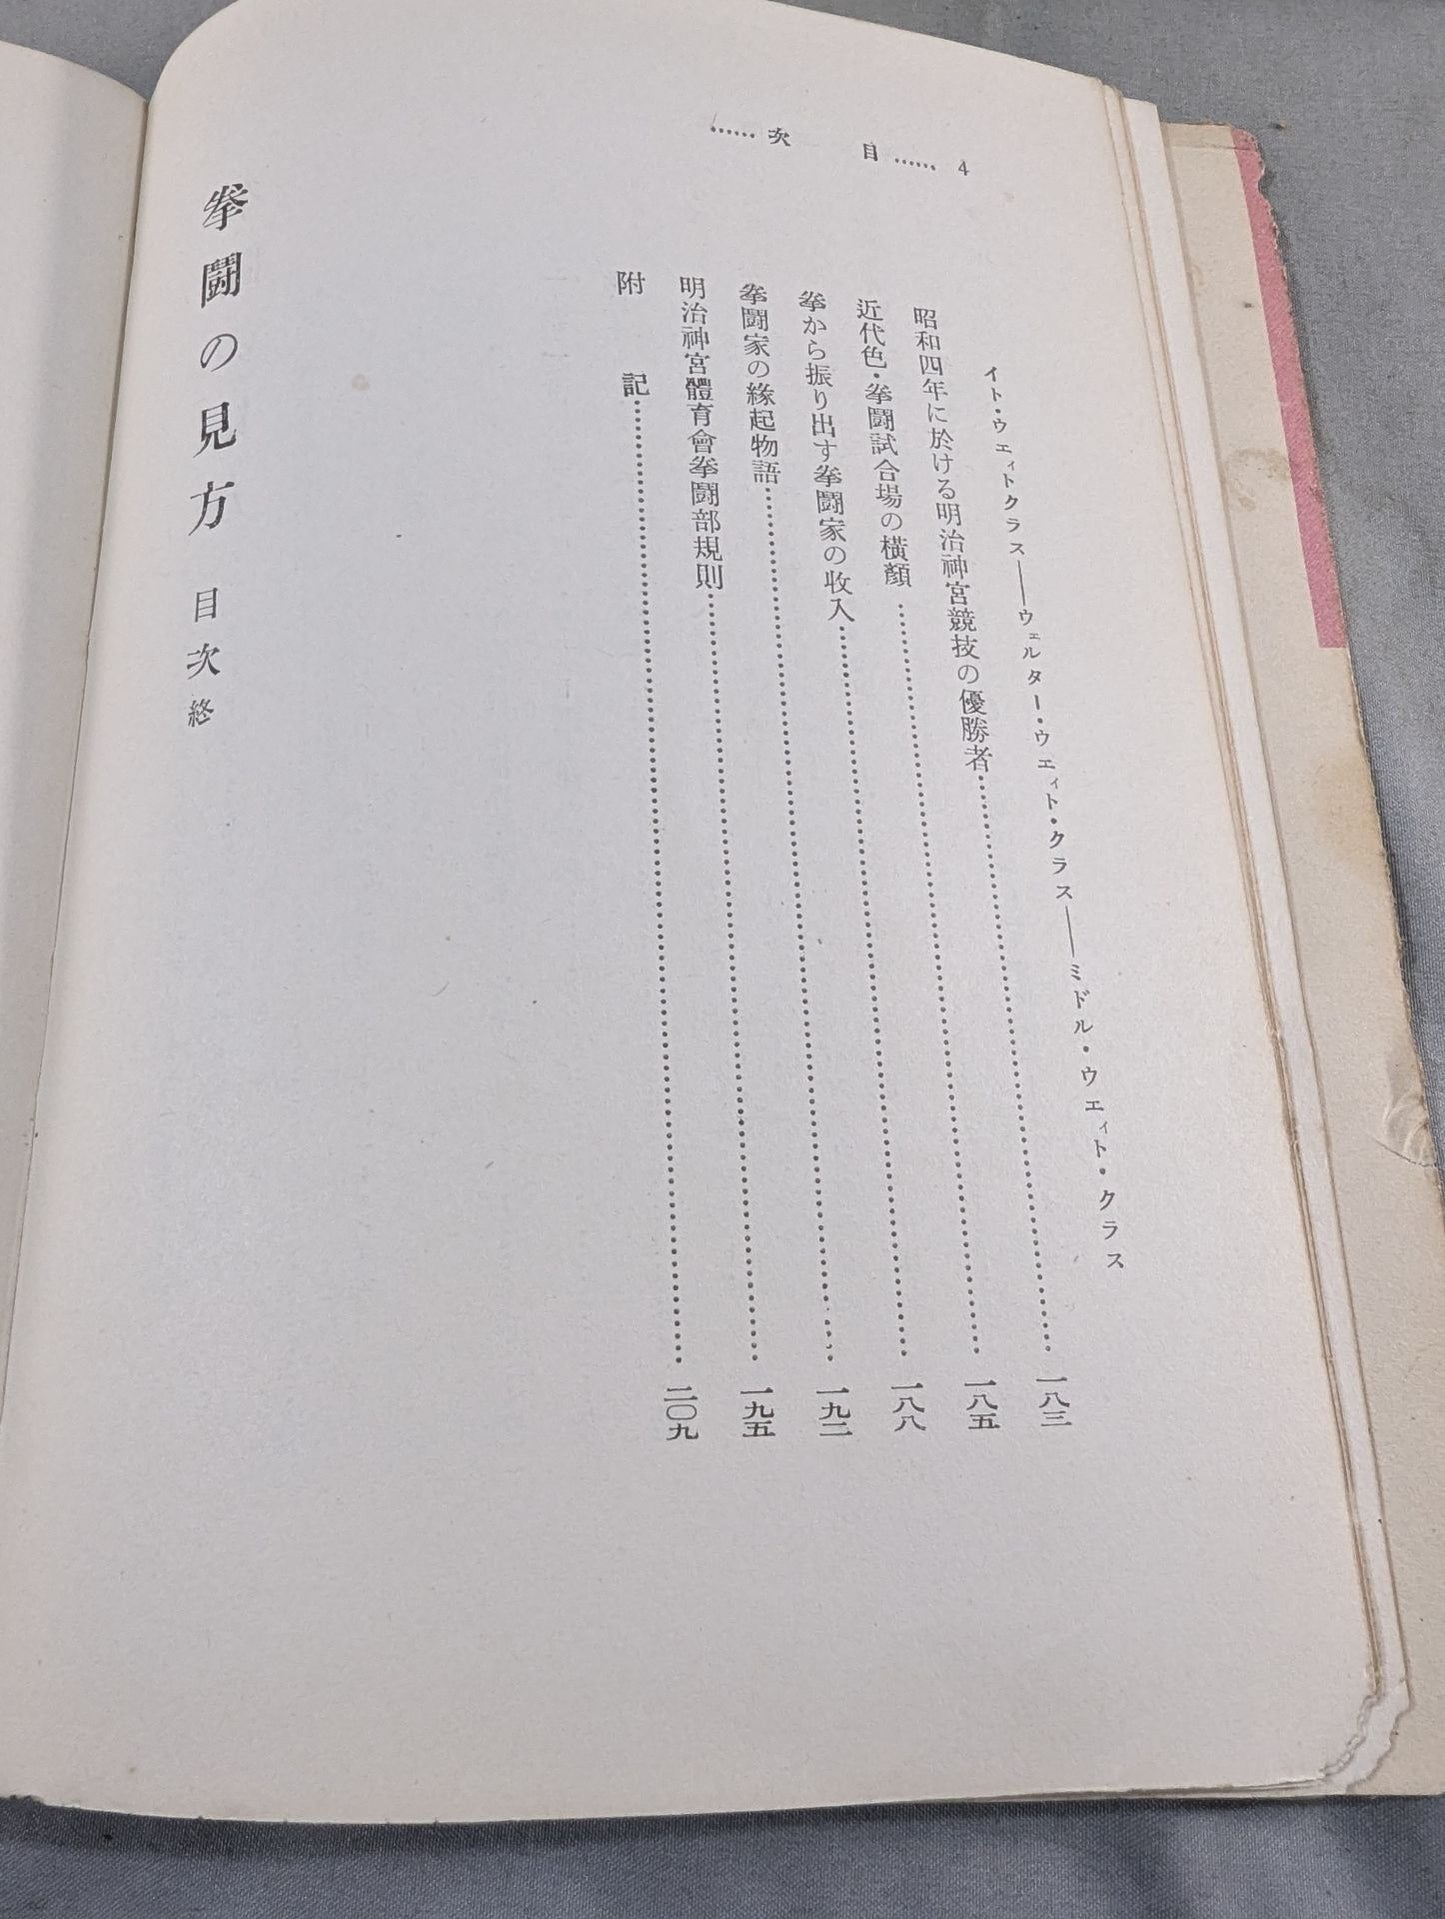 4 ……目　次……
イト・ウェイトクラス――ウェルター・ウェイト・クラス――ミドル・ウェイト・クラス
昭和四年に於ける明治神宮競技の優勝者……一八三
近代色・拳闘試合場の横顔……一八五
拳から振り出す拳闘家の收入……一八八
拳闘家の緣起物語……一九二
明治神宮體育會拳闘部規則……一九五
附　記……二〇九
拳闘の見方 目次 終